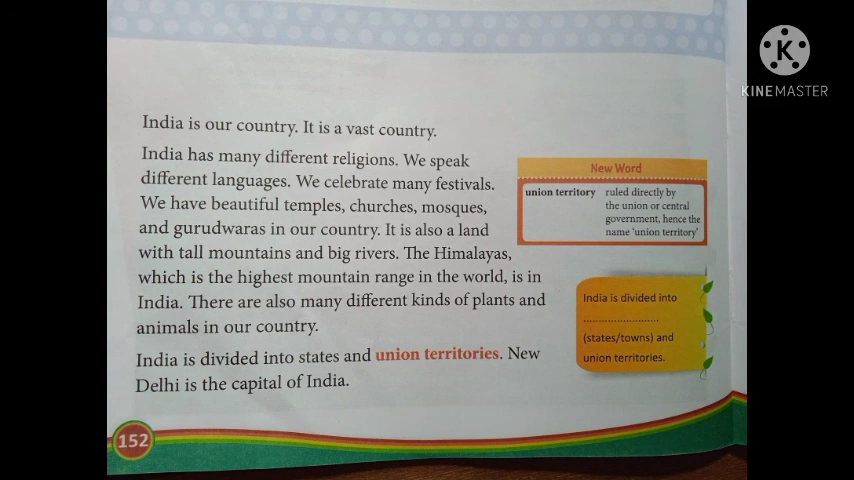 India is our country. It is a vast country.
India has many different religions. We speak
different languages. We celebrate many festivals.
We have beautiful temples, churches, mosques,
and gurudwaras in our country. It is also a land
with tall mountains and big rivers. The Himalayas,
which is the highest mountain range in the world, is in
India. There are also many different kinds of plants and
animals in our country.
India is divided into states and union territories. New
Delhi is the capital of India.
New Word
union territory ruled directly by
the union or central
government, hence the
name 'union territory'
India is divided into
........................
(states/towns) and
union territories.
152
K
KINEMASTER